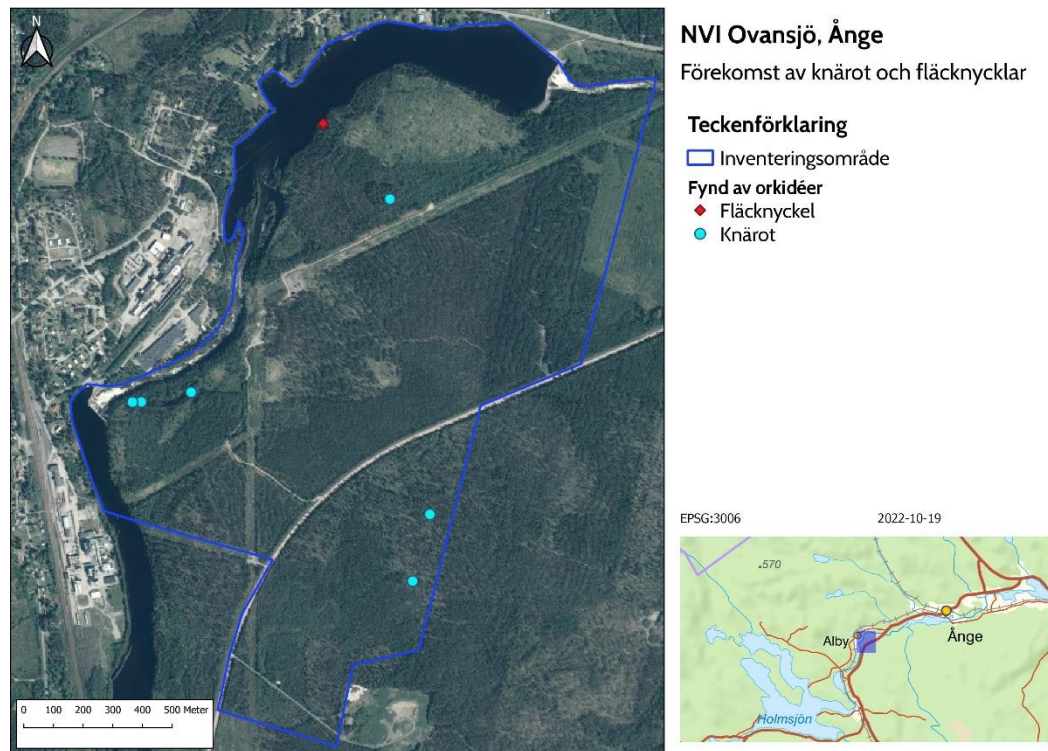 N
0 100 200 300 400 500 Meter
NVI Ovansjö, Ånge
Förekomst av knärot och fläcknycklar
Teckenförklaring
Inventeringsområde
Fynd av orkidéer
Fläcknyckel
Knärot
EPSG:3006 2022-10-19
.570
Alby
Ånge
Holmsjön